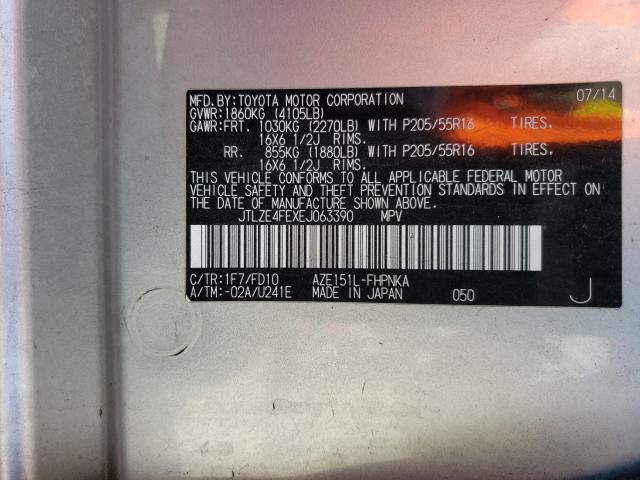 MFD.BY:TOYOTA MOTOR CORPORATION 07/14
GVWR:1860KG (4105LB)
GAWR:FRT. 1030KG (2270LB) WITH P205/55R16 TIRES.
16X6 1/2J RIMS.
RR. 855KG (1880LB) WITH P205/55R16 TIRES.
16X6 1/2J RIMS.
THIS VEHICLE CONFORMS TO ALL APPLICABLE FEDERAL MOTOR
VEHICLE SAFETY AND THEFT PREVENTION STANDARDS IN EFFECT ON
THE DATE OF MANUFACTURE SHOWN ABOVE.
JTLZE4FEXEJ063390 MPV
C/TR:1F7/FD10 AZE151L-FHPNKA
A/TM:-02A/U241E MADE IN JAPAN 050 J